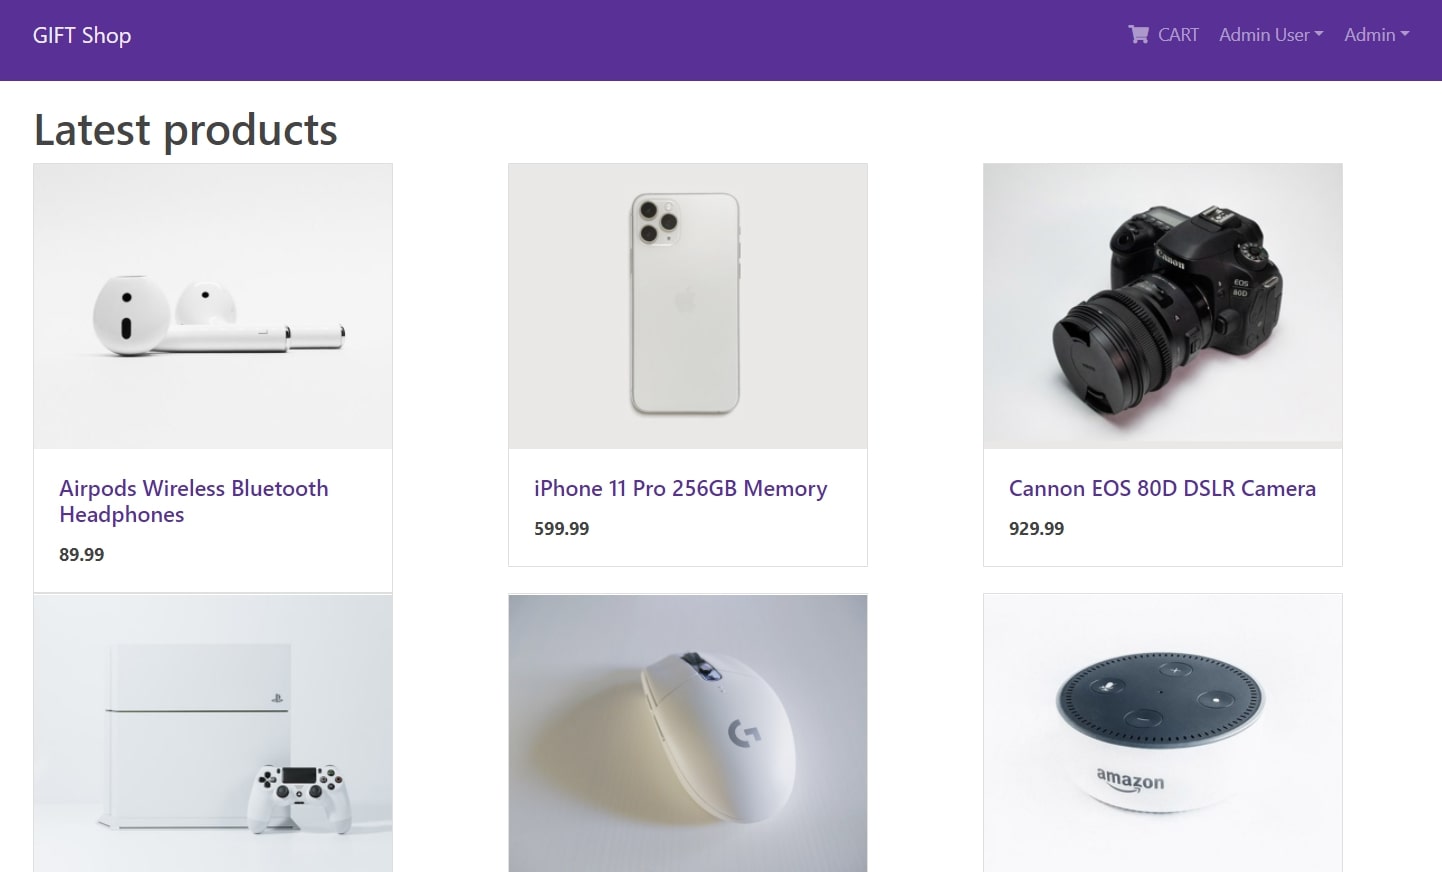 GIFT Shop
CART
Admin User
Admin
Latest products
Canon
EOS
80D
Airpods Wireless Bluetooth
Headphones
89.99
iPhone 11 Pro 256GB Memory
599.99
Cannon EOS 80D DSLR Camera
929.99
G
amazon